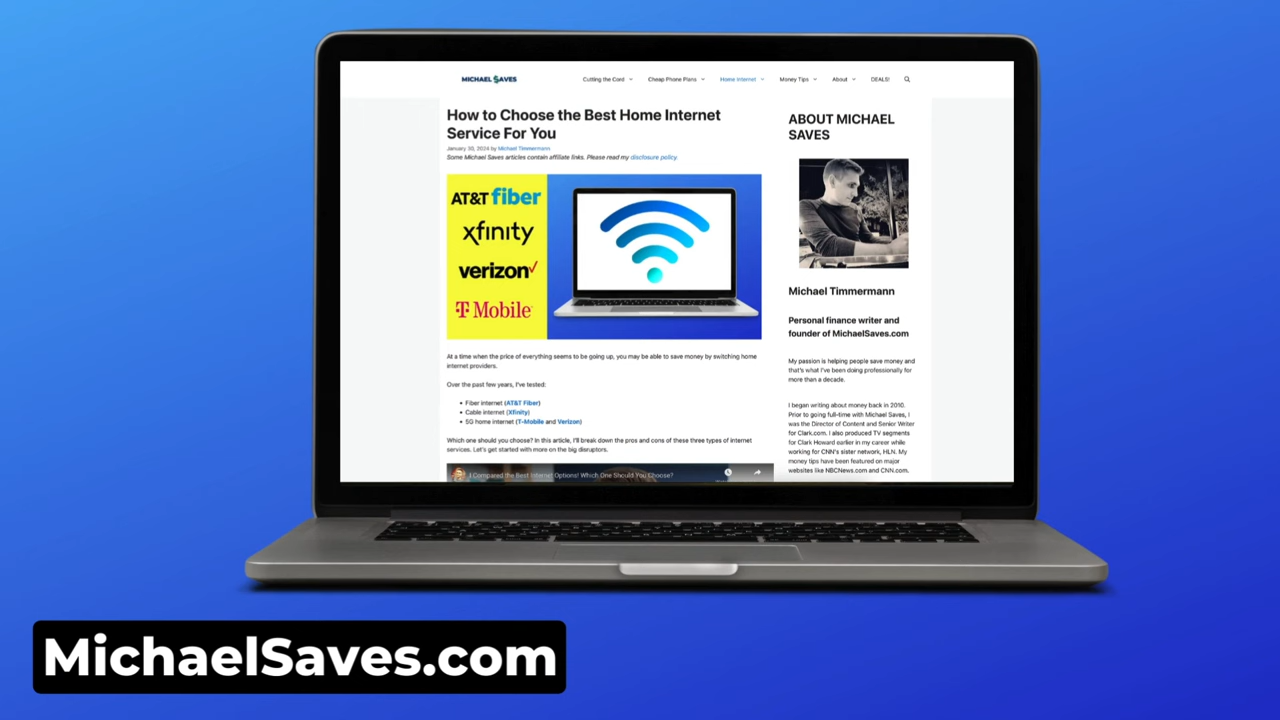 MICHAEL SAVES
Cutting the Cord
Cheap Phone Plans
Home Internet
Money Tips
About
DEALS!
How to Choose the Best Home Internet
Service For You
January 30, 2024 by Michael Timmermann
Some Michael Saves articles contain affiliate links. Please read my disclosure policy.
AT&T fiber
xfinity
verizon✓
T Mobile
At a time when the price of everything seems to be going up, you may be able to save money by switching home
internet providers.
Over the past few years, I've tested:
• Fiber internet (AT&T Fiber)
• Cable internet (Xfinity)
• 5G home internet (T-Mobile and Verizon)
Which one should you choose? In this article, I'll break down the pros and cons of these three types of internet
services. Let's get started with more on the big disruptors.
I Compared the Best Internet Options! Which One Should You Choose?
ABOUT MICHAEL
SAVES
Michael Timmermann
Personal finance writer and
founder of MichaelSaves.com
My passion is helping people save money and
that's what I've been doing professionally for
more than a decade.
I began writing about money back in 2010.
Prior to going full-time with Michael Saves, I
was the Director of Content and Senior Writer
for Clark.com. I also produced TV segments
for Clark Howard earlier in my career while
working for CNN's sister network, HLN. My
money tips have been featured on major
websites like NBCNews.com and CNN.com.
MichaelSaves.com